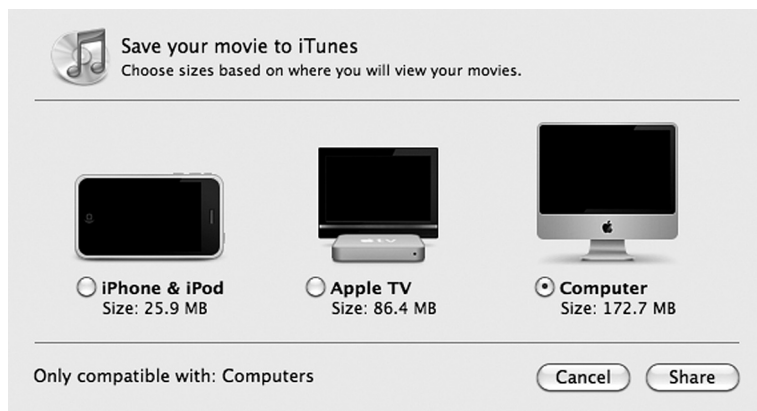 Save your movie to iTunes
Choose sizes based on where you will view your movies.
tv
iPhone & iPod
Size: 25.9 MB
Apple TV
Size: 86.4 MB
Computer
Size: 172.7 MB
Only compatible with: Computers
Cancel
Share